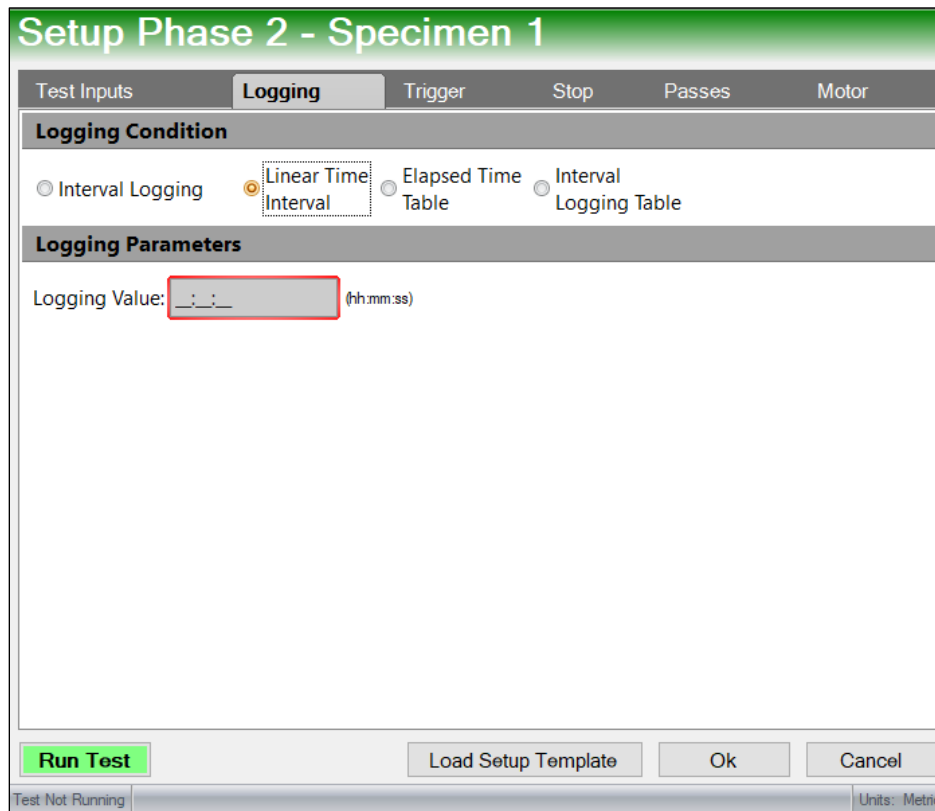 Setup Phase 2 - Specimen 1
Test Inputs Logging Trigger Stop Passes Motor
Logging Condition
Interval Logging
Linear Time
Interval
Elapsed Time
Table
Interval
Logging Table
Logging Parameters
Logging Value: __:__:__ (hh:mm:ss)
Run Test Load Setup Template Ok Cancel
Test Not Running Units: Metri